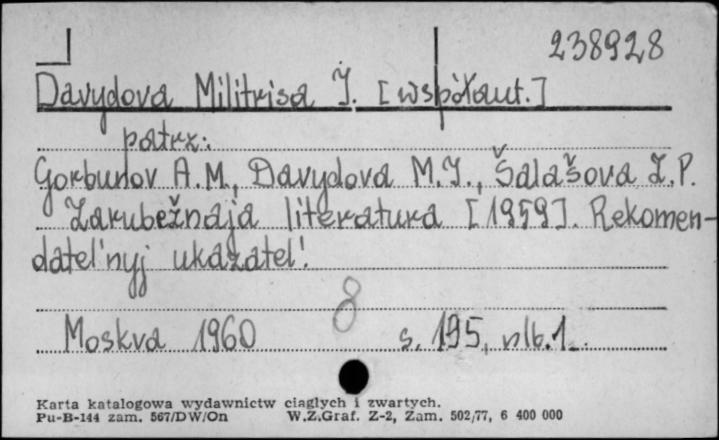 238928
Davydova Militrisa I. [współaut.]
patrz:
Gorbunov A.M., Davydova M.I., Šalašova Z.P.
Zarubežnaja literatura [1959]. Rekomen-
datel'nyj ukazatel'.
8
Moskva 1960 s. 195, nlb. 1.
Karta katalogowa wydawnictw ciągłych i zwartych.
Pu-B-144 zam. 567/DW/On W.Z.Graf. Z-2, Zam. 502/77, 6 400 000